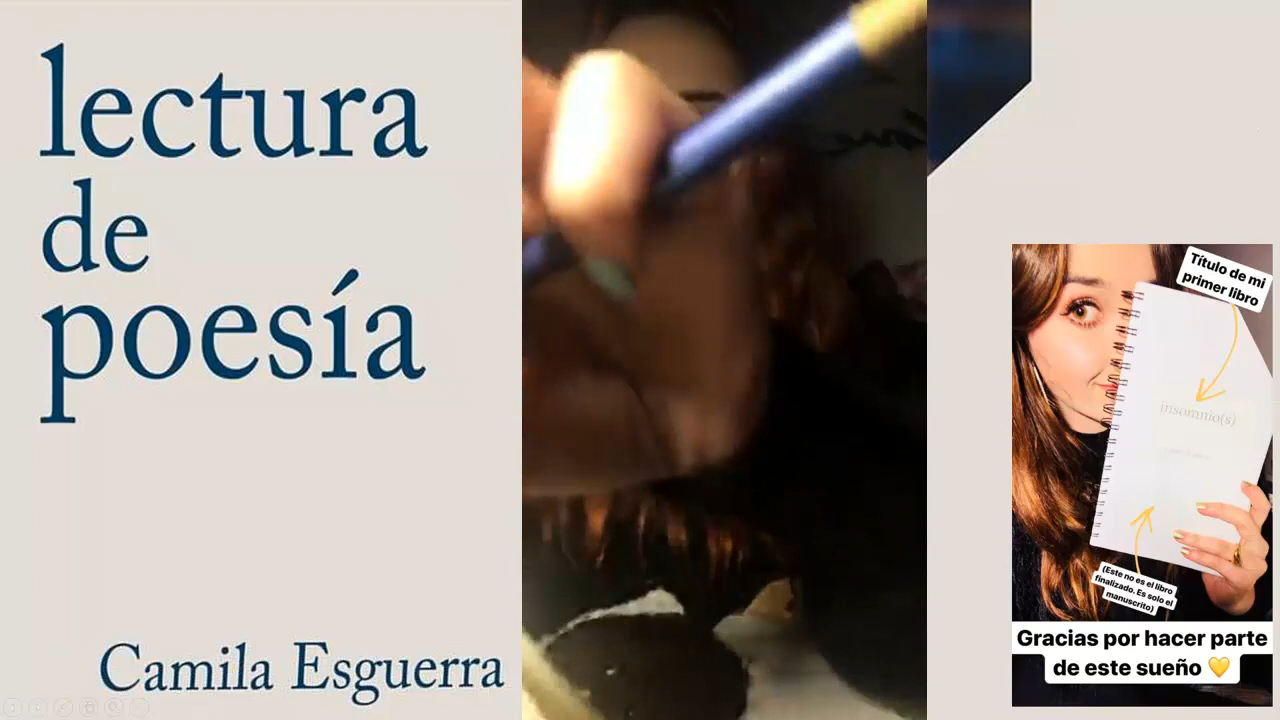 lectura
de
poesía
Camila Esguerra
Título de mi
primer libro
insomnio(s)
(Este no es el libro
finalizado. Es solo el
manuscrito)
Gracias por hacer parte
de este sueño 💛